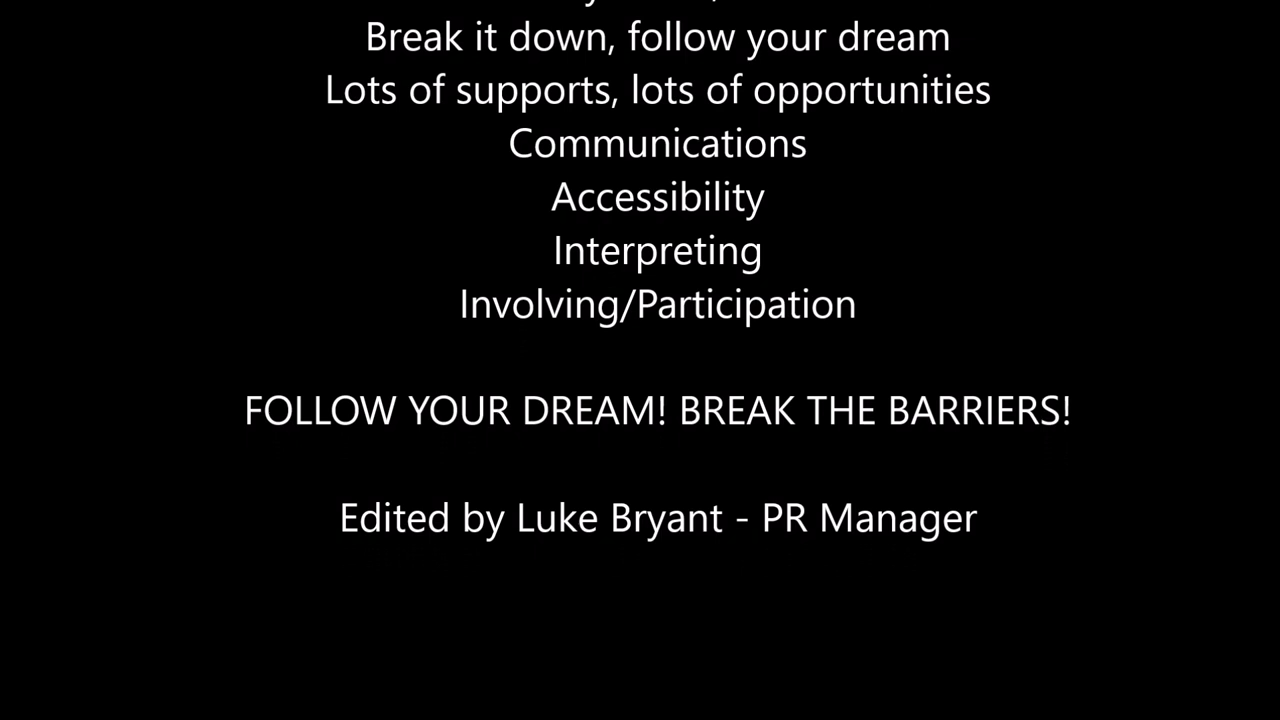 Break it down, follow your dream
Lots of supports, lots of opportunities
Communications
Accessibility
Interpreting
Involving/Participation
FOLLOW YOUR DREAM! BREAK THE BARRIERS!
Edited by Luke Bryant - PR Manager